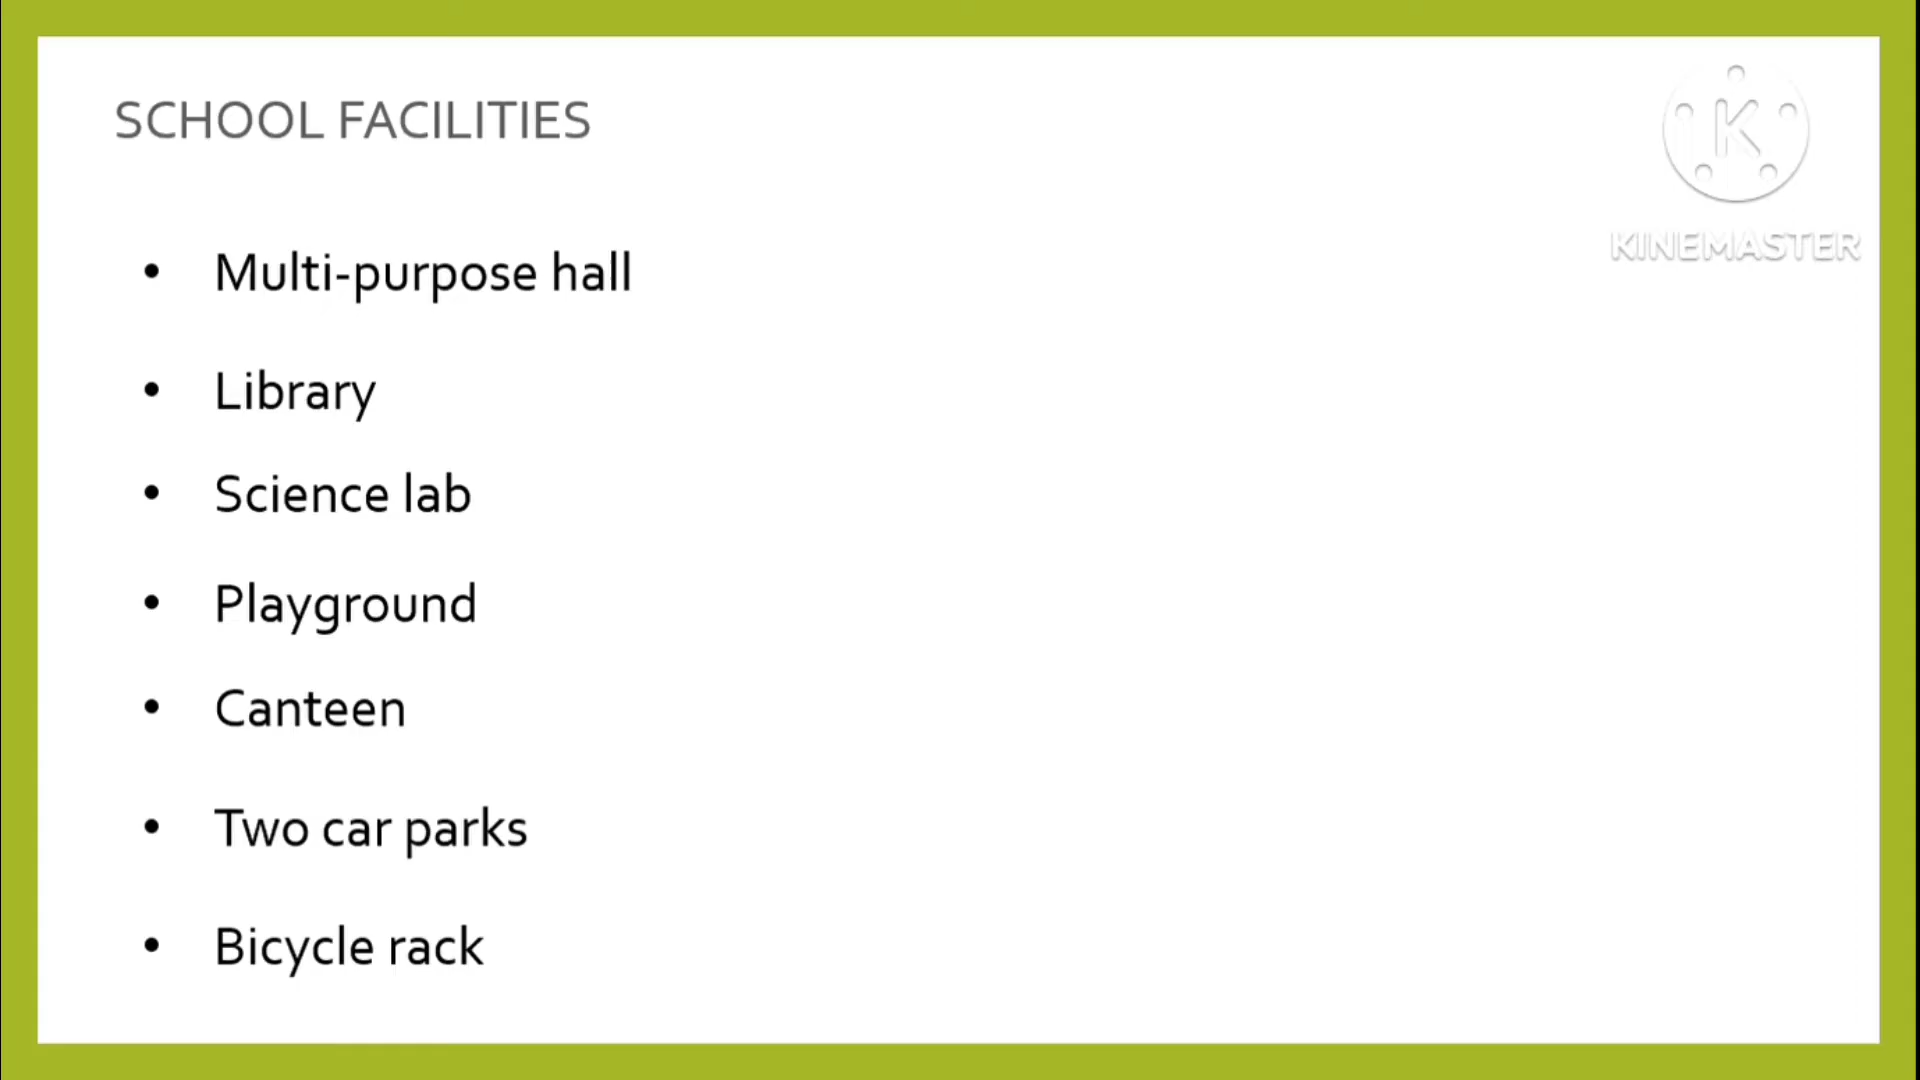 SCHOOL FACILITIES
K
KINEMASTER
• Multi-purpose hall
• Library
• Science lab
• Playground
• Canteen
• Two car parks
• Bicycle rack